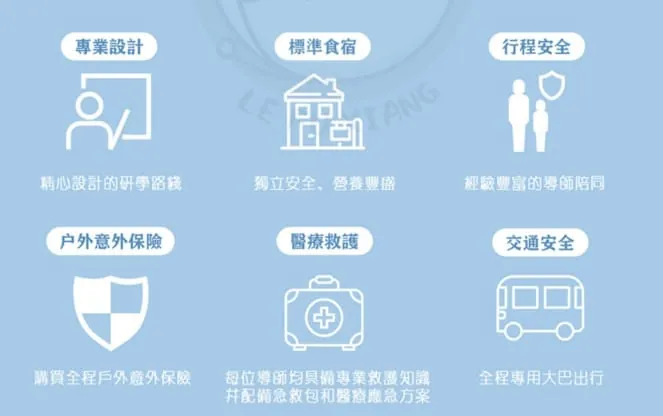 專業設計
標準食宿
行程安全
精心設計的研學路綫
獨立安全、營養豐盛
經驗豐富的導師陪同
户外意外保險
醫療救護
交通安全
購買全程戶外意外保險
每位導師均具備專業救護知識
并配備急救包和醫療應急方案
全程專用大巴出行